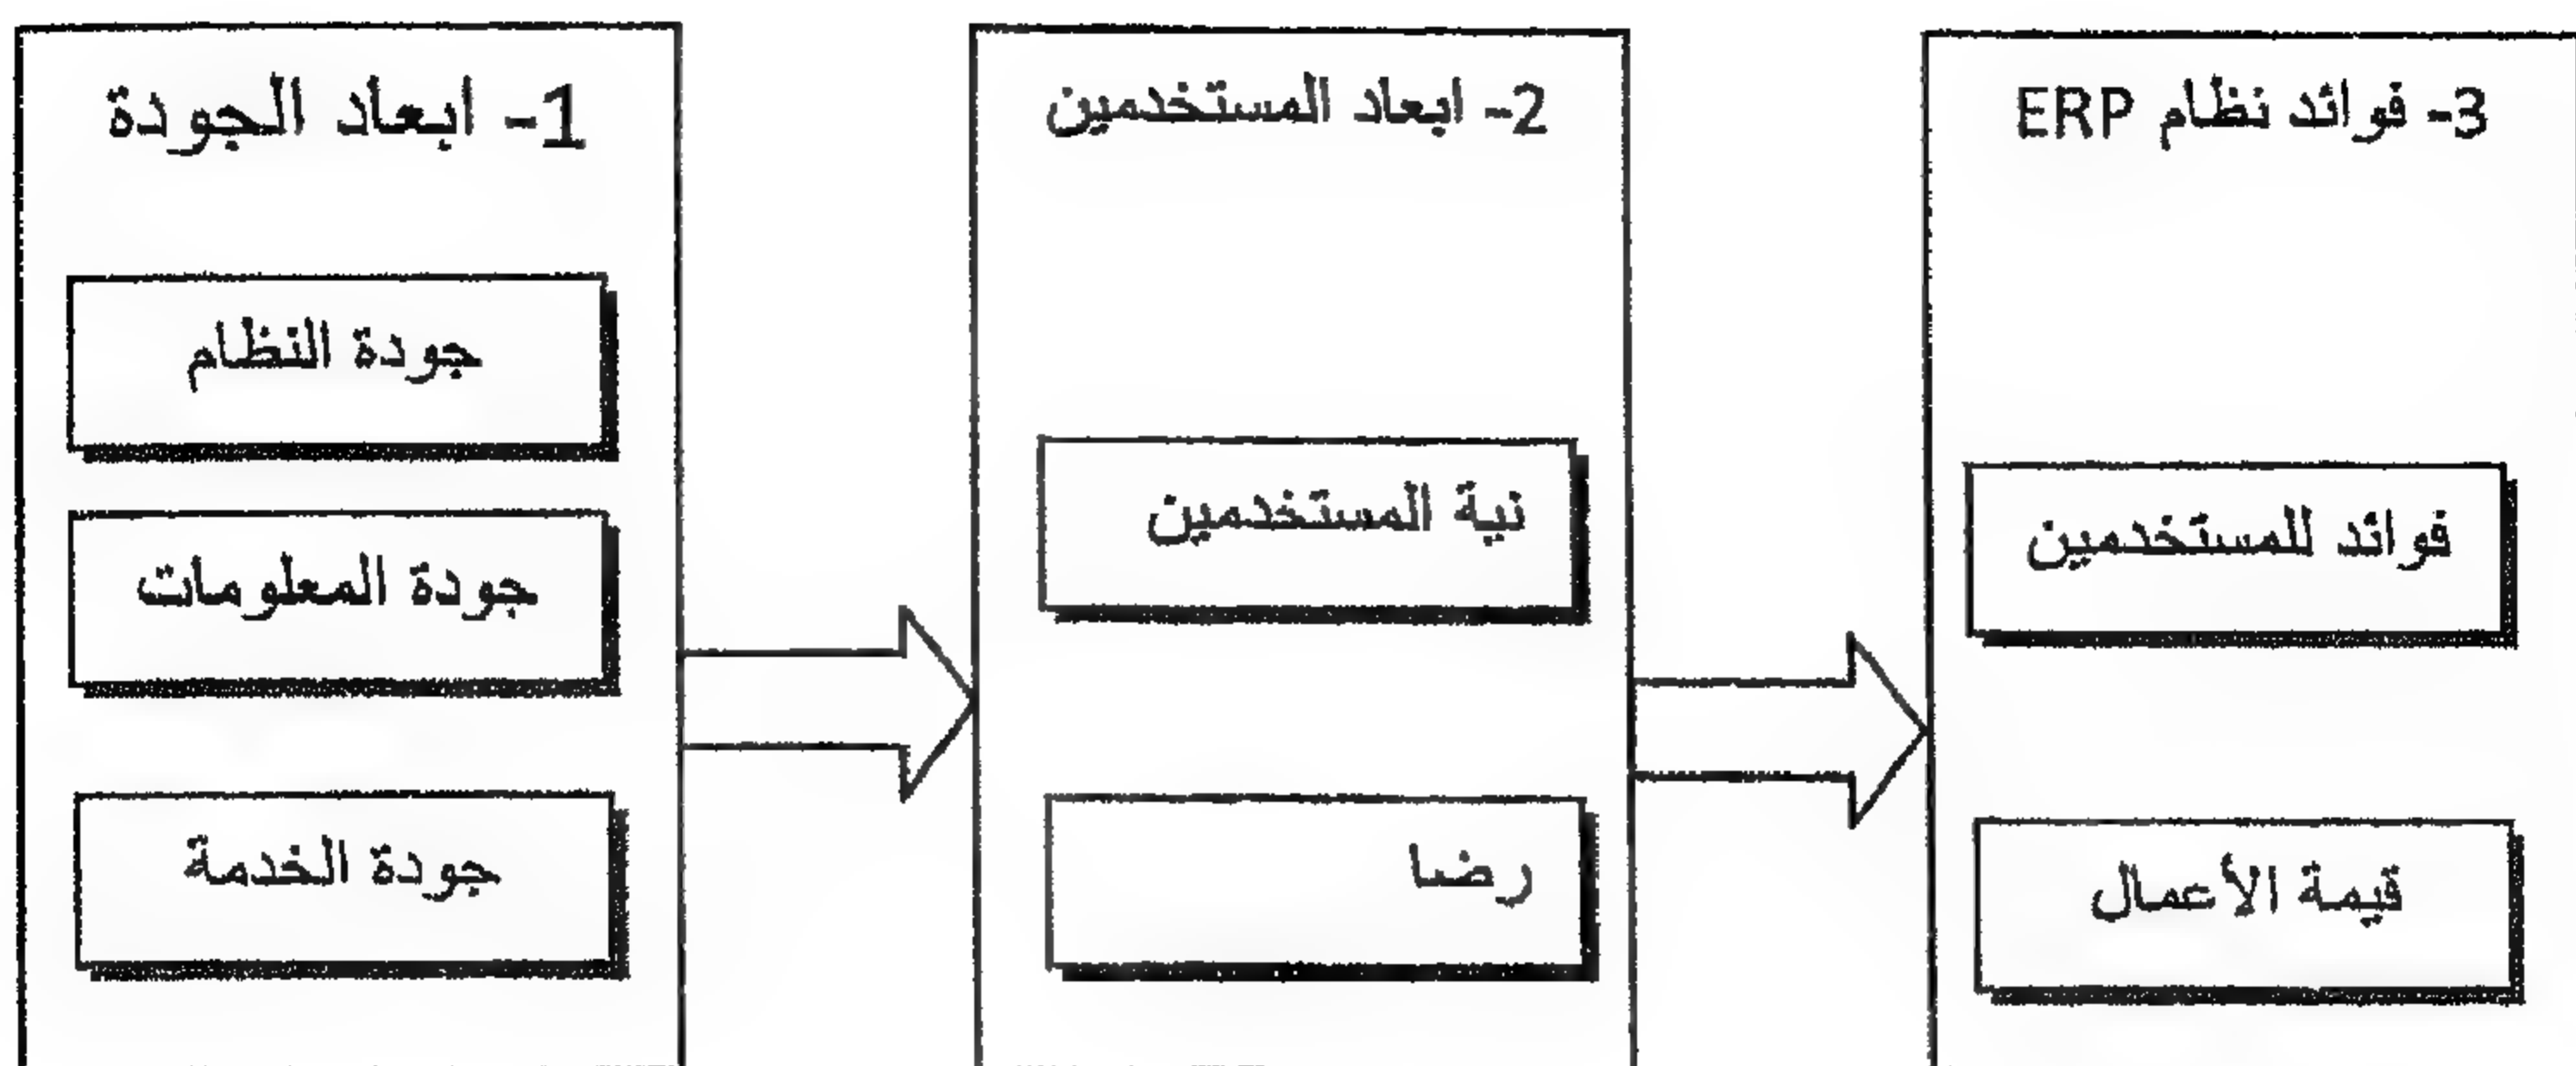 1- ابعاد الجودة
جودة النظام
جودة المعلومات
جودة الخدمة
2- ابعاد المستخدمين
نية المستخدمين
رضا
3- فوائد نظام ERP
فوائد للمستخدمين
قيمة الأعمال